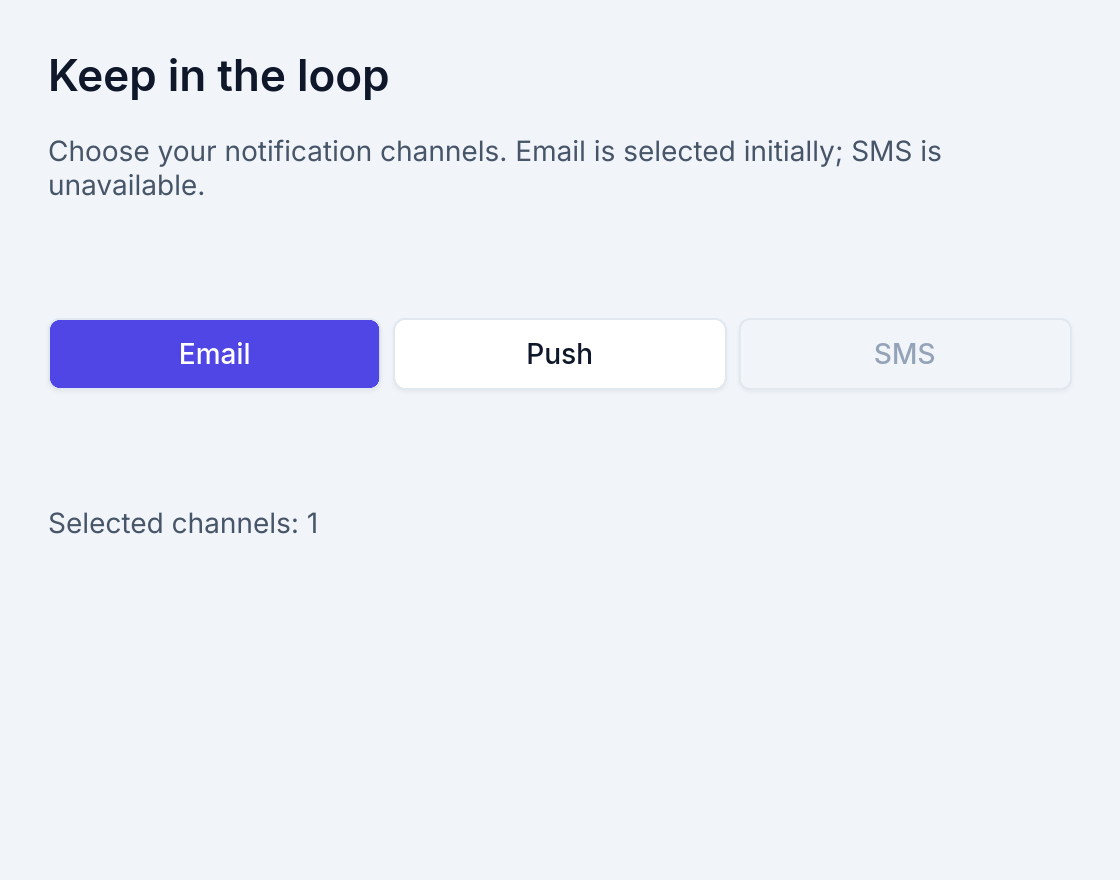 Keep in the loop
Choose your notification channels. Email is selected initially; SMS is
unavailable.
Email
Push
SMS
Selected channels: 1